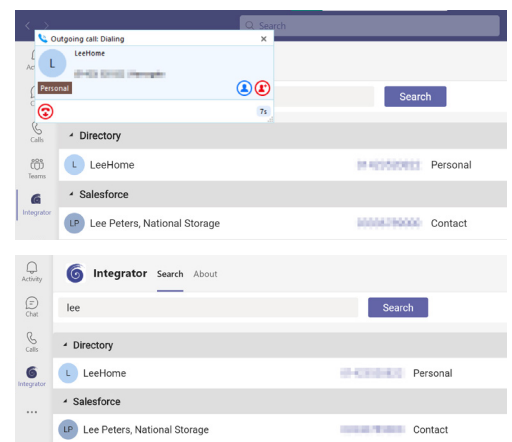 Search
Outgoing call: Dialing
LeeHome
L
Personal
7s
Search
Calls
Directory
L LeeHome Personal
Teams
Salesforce
Integrator
LP Lee Peters, National Storage Contact
Activity
Integrator Search About
Chat
lee Search
Calls
Directory
L LeeHome Personal
Integrator
Salesforce
LP Lee Peters, National Storage Contact